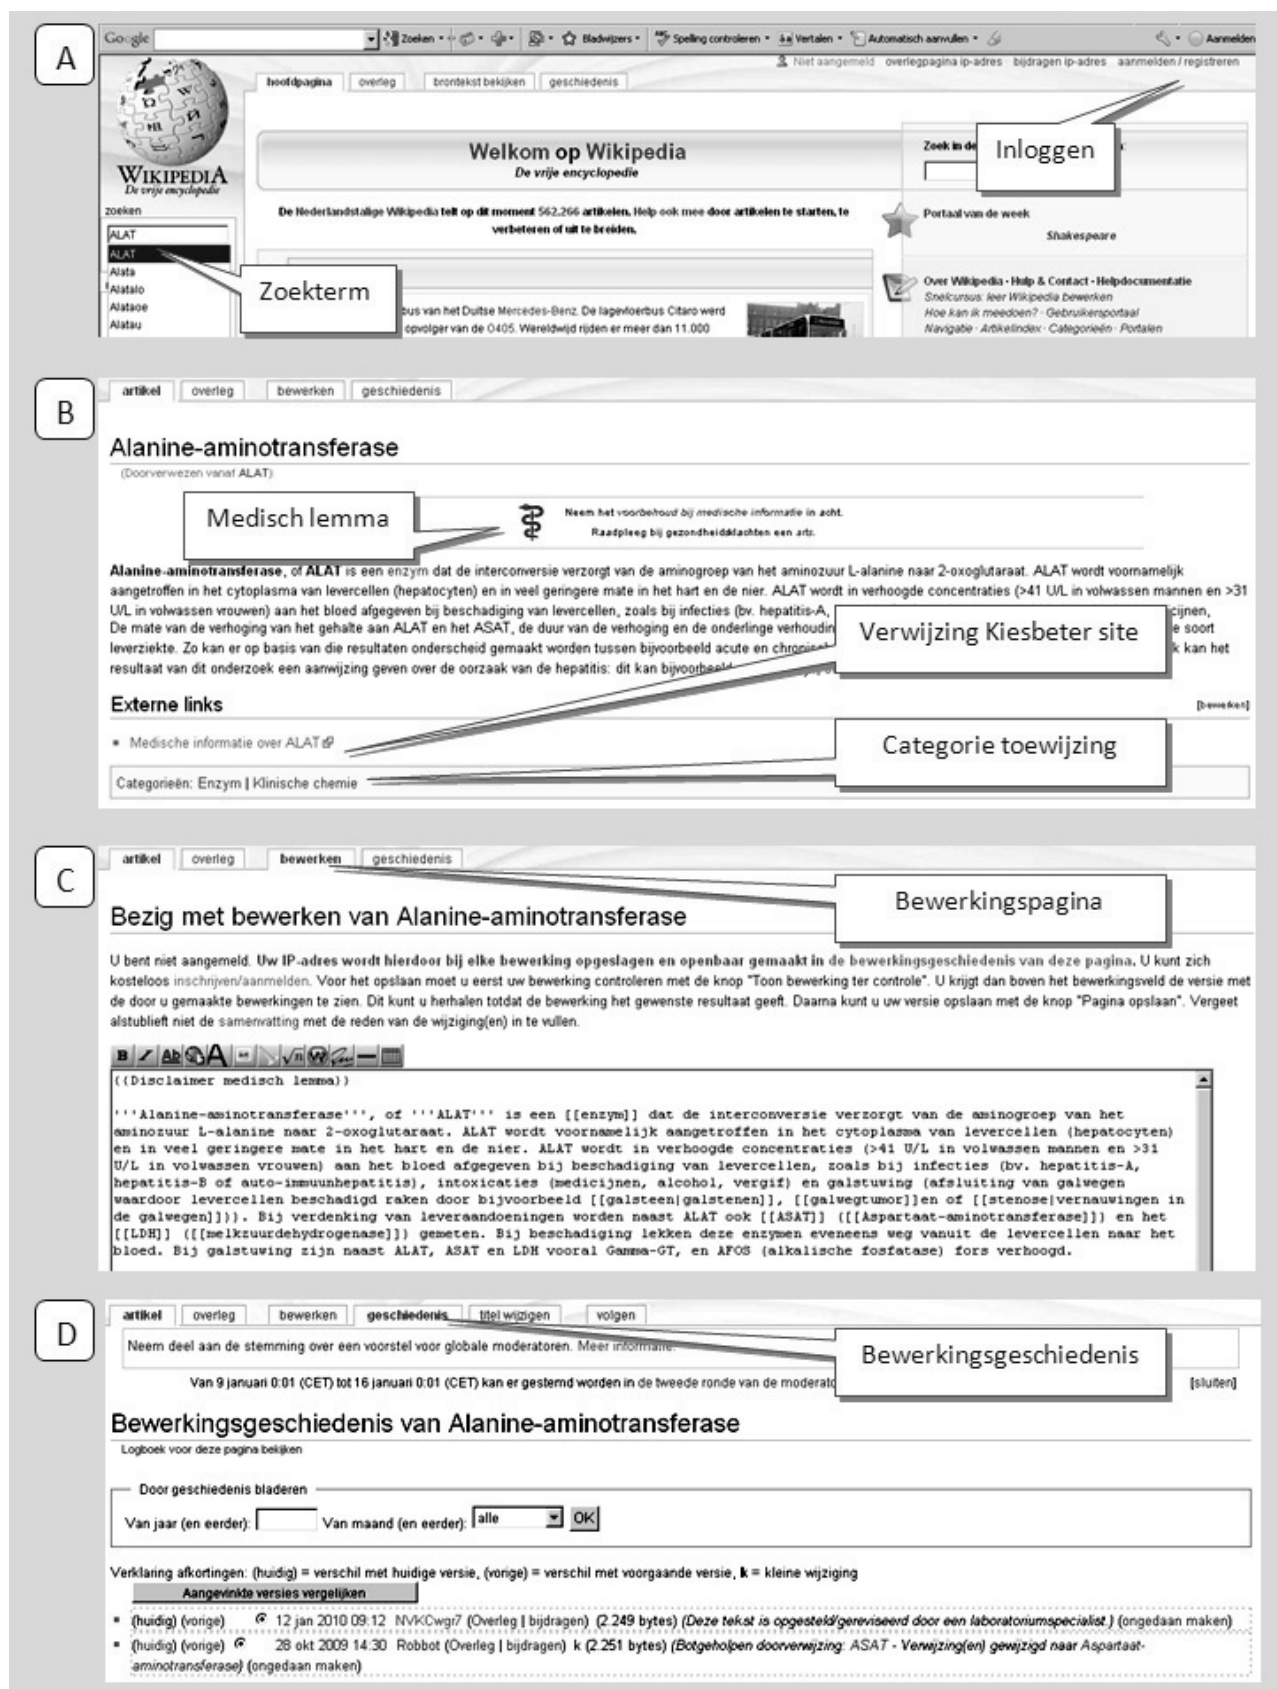 A
Google Zoeken Bladwijzers Spelling controleren Vertalen Automatisch aanvullen Aanmelden
Niet aangemeld overlegpagina ip-adres bijdragen ip-adres aanmelden / registreren
hoofdpagina overleg brontekst bekijken geschiedenis
Inloggen
Welkom op Wikipedia
De vrije encyclopedie
Zoek in de
WIKIPEDIA
De vrije encyclopedie
zoeken
De Nederlandstalige Wikipedia telt op dit moment 562.266 artikelen. Help ook mee door artikelen te starten, te
verbeteren of uit te breiden.
Portaal van de week
Shakespeare
ALAT
ALAT
Alata
Alatalo
Alataoe
Alatau
Zoekterm
bus van het Duitse Mercedes-Benz. De lagevloerbus Citaro werd
opvolger van de O405. Wereldwijd rijden er meer dan 11.000
Over Wikipedia · Hulp & Contact · Helpdocumentatie
Snelcursus: leer Wikipedia bewerken
Hoe kan ik meedoen? · Gebruikersportaal
Navigatie · Artikelindex · Categorieën · Portalen
B
artikel overleg bewerken geschiedenis
Alanine-aminotransferase
(Doorverwezen vanaf ALAT)
Medisch lemma
Neem het voorbehoud bij medische informatie in acht.
Raadpleeg bij gezondheidsklachten een arts.
Alanine-aminotransferase, of ALAT is een enzym dat de interconversie verzorgt van de aminogroep van het aminozuur L-alanine naar 2-oxoglutaraat. ALAT wordt voornamelijk
aangetroffen in het cytoplasma van levercellen (hepatocyten) en in veel geringere mate in het hart en de nier. ALAT wordt in verhoogde concentraties (>41 U/L in volwassen mannen en >31
U/L in volwassen vrouwen) aan het bloed afgegeven bij beschadiging van levercellen, zoals bij infecties (bv. hepatitis-A, cijnen,
De mate van de verhoging van het gehalte aan ALAT en het ASAT, de duur van de verhoging en de onderlinge verhoudin e soort
leverziekte. Zo kan er op basis van die resultaten onderscheid gemaakt worden tussen bijvoorbeeld acute en k kan het
resultaat van dit onderzoek een aanwijzing geven over de oorzaak van de hepatitis: dit kan bijvoorbeeld
Verwijzing Kiesbeter site
Externe links [bewerken]
Medische informatie over ALAT
Categorie toewijzing
Categorieën: Enzym | Klinische chemie
C
artikel overleg bewerken geschiedenis
Bewerkingspagina
Bezig met bewerken van Alanine-aminotransferase
U bent niet aangemeld. Uw IP-adres wordt hierdoor bij elke bewerking opgeslagen en openbaar gemaakt in de bewerkingsgeschiedenis van deze pagina. U kunt zich
kosteloos inschrijven/aanmelden. Voor het opslaan moet u eerst uw bewerking controleren met de knop "Toon bewerking ter controle". U krijgt dan boven het bewerkingsveld de versie met
de door u gemaakte bewerkingen te zien. Dit kunt u herhalen totdat de bewerking het gewenste resultaat geeft. Daarna kunt u uw versie opslaan met de knop "Pagina opslaan". Vergeet
alstublieft niet de samenvatting met de reden van de wijziging(en) in te vullen.
B I Ab A √n W
{{Disclaimer medisch lemma}}
'''Alanine-aminotransferase''', of '''ALAT''' is een [[enzym]] dat de interconversie verzorgt van de aminogroep van het
aminozuur L-alanine naar 2-oxoglutaraat. ALAT wordt voornamelijk aangetroffen in het cytoplasma van levercellen (hepatocyten)
en in veel geringere mate in het hart en de nier. ALAT wordt in verhoogde concentraties (>41 U/L in volwassen mannen en >31
U/L in volwassen vrouwen) aan het bloed afgegeven bij beschadiging van levercellen, zoals bij infecties (bv. hepatitis-A,
hepatitis-B of auto-immuunhepatitis), intoxicaties (medicijnen, alcohol, vergif) en galstuwing (afsluiting van galwegen
waardoor levercellen beschadigd raken door bijvoorbeeld [[galsteen|galstenen]], [[galwegtumor]]en of [[stenose|vernauwingen in
de galwegen]]). Bij verdenking van leveraandoeningen worden naast ALAT ook [[ASAT]] ([[Aspartaat-aminotransferase]]) en het
[[LDH]] ([[melkzuurdehydrogenase]]) gemeten. Bij beschadiging lekken deze enzymen eveneens weg vanuit de levercellen naar het
bloed. Bij galstuwing zijn naast ALAT, ASAT en LDH vooral Gamma-GT, en AFOS (alkalische fosfatase) fors verhoogd.
D
artikel overleg bewerken geschiedenis titel wijzigen volgen
Neem deel aan de stemming over een voorstel voor globale moderatoren. Meer informatie.
Bewerkingsgeschiedenis
Van 9 januari 0:01 (CET) tot 16 januari 0:01 (CET) kan er gestemd worden in de tweede ronde van de moderato [sluiten]
Bewerkingsgeschiedenis van Alanine-aminotransferase
Logboek voor deze pagina bekijken
Door geschiedenis bladeren
Van jaar (en eerder): Van maand (en eerder): alle OK
Verklaring afkortingen: (huidig) = verschil met huidige versie, (vorige) = verschil met voorgaande versie, k = kleine wijziging
Aangevinkte versies vergelijken
(huidig) (vorige) 12 jan 2010 09:12 NVKCwgr7 (Overleg | bijdragen) (2.249 bytes) (Deze tekst is opgesteld/gereviseerd door een laboratoriumspecialist.) (ongedaan maken)
(huidig) (vorige) 28 okt 2009 14:30 Robbot (Overleg | bijdragen) k (2.251 bytes) (Botgeholpen doorverwijzing: ASAT - Verwijzing(en) gewijzigd naar Aspartaat-
aminotransferase) (ongedaan maken)